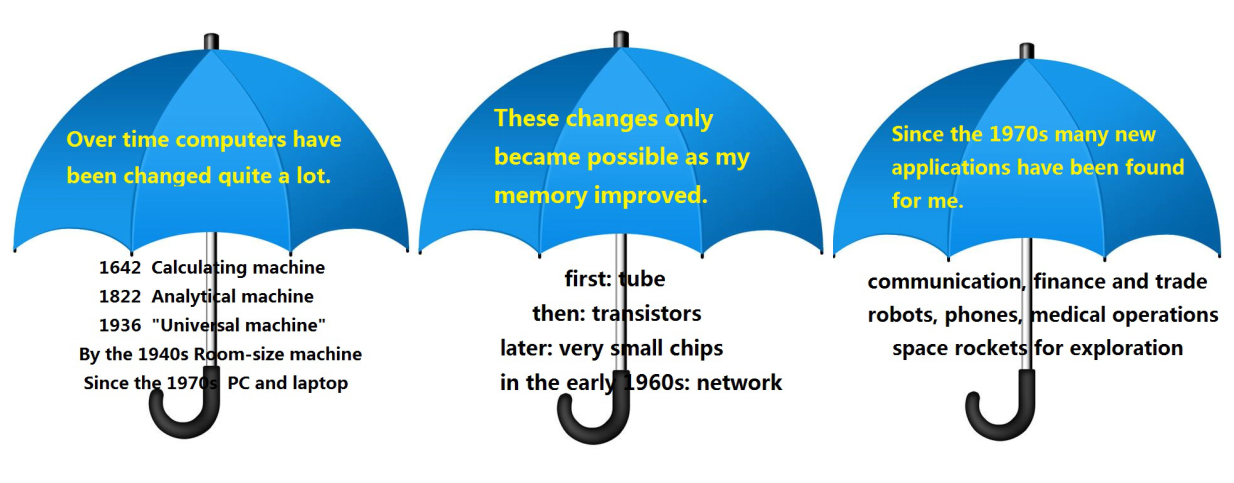 Over time computers have
been changed quite a lot.
1642 Calculating machine
1822 Analytical machine
1936 "Universal machine"
By the 1940s Room-size machine
Since the 1970s PC and laptop
These changes only
became possible as my
memory improved.
first: tube
then: transistors
later: very small chips
in the early 1960s: network
Since the 1970s many new
applications have been found
for me.
communication, finance and trade
robots, phones, medical operations
space rockets for exploration